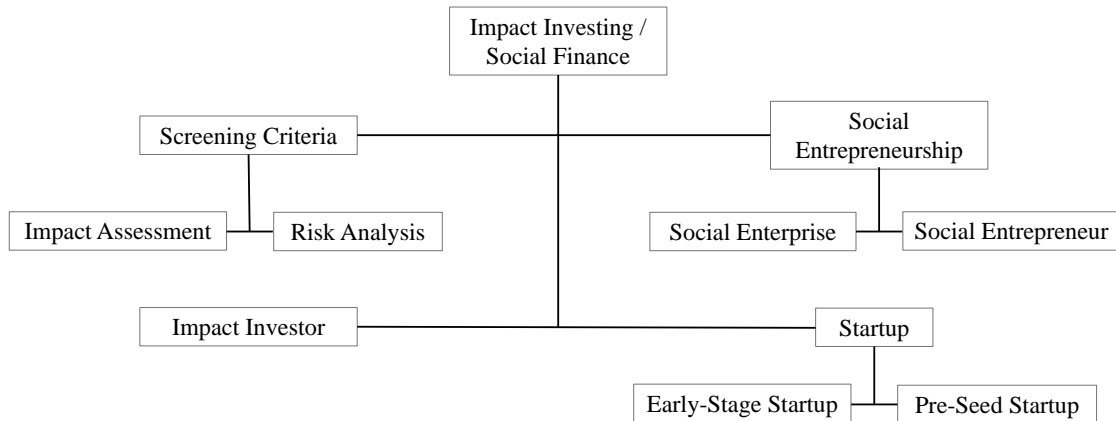 Impact Investing /
Social Finance
Screening Criteria
Social
Entrepreneurship
Impact Assessment
Risk Analysis
Social Enterprise
Social Entrepreneur
Impact Investor
Startup
Early-Stage Startup
Pre-Seed Startup